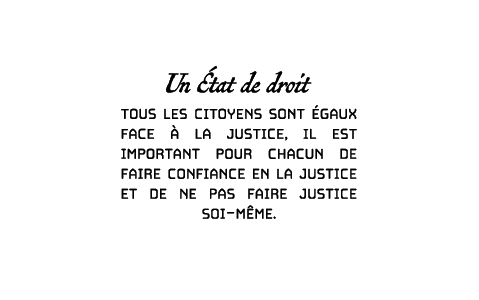 Un État de droit
TOUS LES CITOYENS SONT ÉGAUX
FACE À LA JUSTICE, IL EST
IMPORTANT POUR CHACUN DE
FAIRE CONFIANCE EN LA JUSTICE
ET DE NE PAS FAIRE JUSTICE
SOI-MÊME.